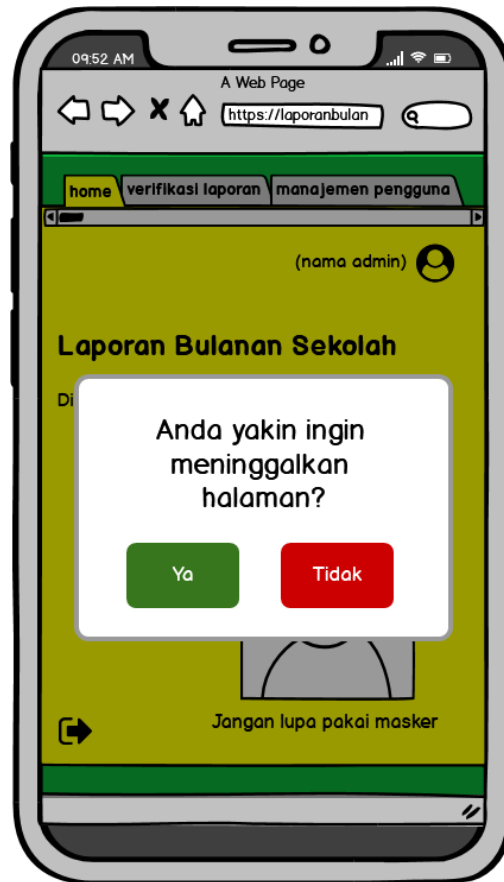 09:52 AM
A Web Page
https://laporanbulan
home
verifikasi laporan
manajemen pengguna
(nama admin)
Laporan Bulanan Sekolah
Di
Anda yakin ingin
meninggalkan
halaman?
Ya
Tidak
Jangan lupa pakai masker